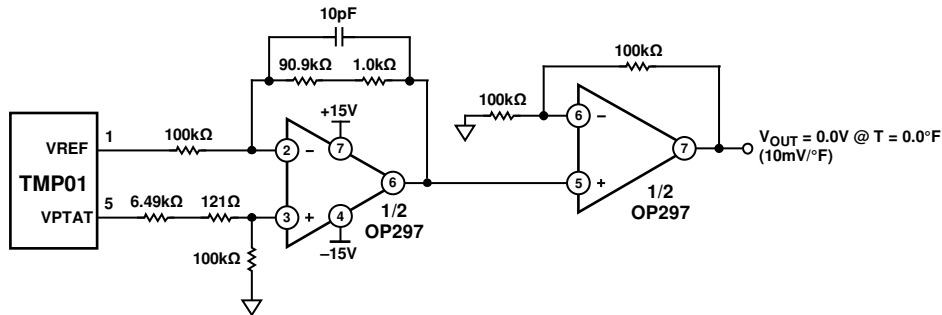 10pF
90.9kΩ 1.0kΩ
100kΩ
+15V
100kΩ
1
VREF
2 –
7
TMP01
VPTAT
5
6.49kΩ 121Ω
3 +
4
6
1/2
OP297
–15V
100kΩ
100kΩ
6 –
7
5 +
1/2
OP297
VOUT = 0.0V @ T = 0.0°F
(10mV/°F)